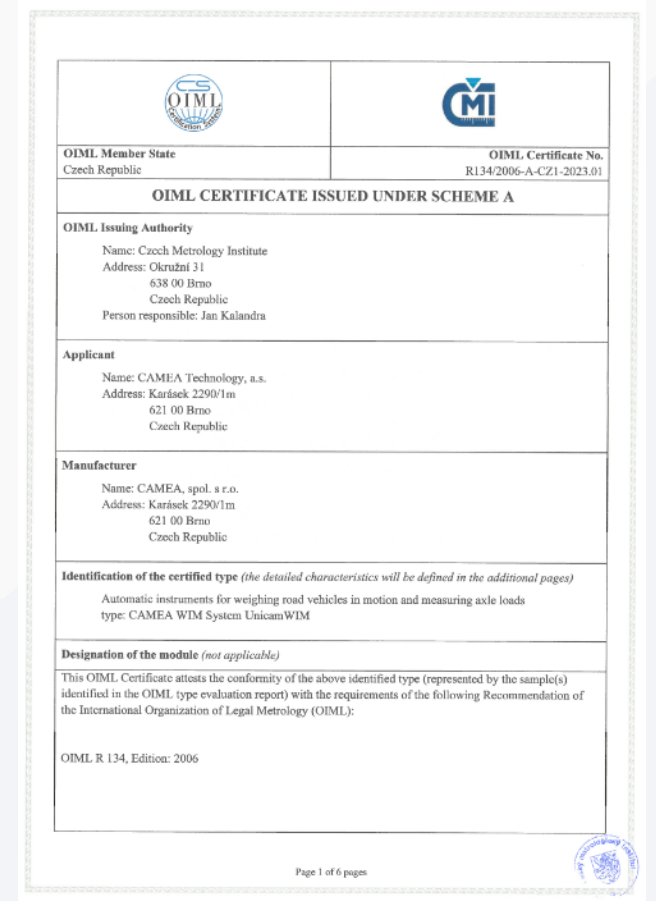 CS
OIML
Certification System
CMI
OIML Member State
Czech Republic
OIML Certificate No.
R134/2006-A-CZ1-2023.01
OIML CERTIFICATE ISSUED UNDER SCHEME A
OIML Issuing Authority
Name: Czech Metrology Institute
Address: Okružní 31
638 00 Brno
Czech Republic
Person responsible: Jan Kalandra
Applicant
Name: CAMEA Technology, a.s.
Address: Karásek 2290/1m
621 00 Brno
Czech Republic
Manufacturer
Name: CAMEA, spol. s r.o.
Address: Karásek 2290/1m
621 00 Brno
Czech Republic
Identification of the certified type (the detailed characteristics will be defined in the additional pages)
Automatic instruments for weighing road vehicles in motion and measuring axle loads
type: CAMEA WIM System UnicamWIM
Designation of the module (not applicable)
This OIML Certificate attests the conformity of the above identified type (represented by the sample(s)
identified in the OIML type evaluation report) with the requirements of the following Recommendation of
the International Organization of Legal Metrology (OIML):
OIML R 134, Edition: 2006
Page 1 of 6 pages